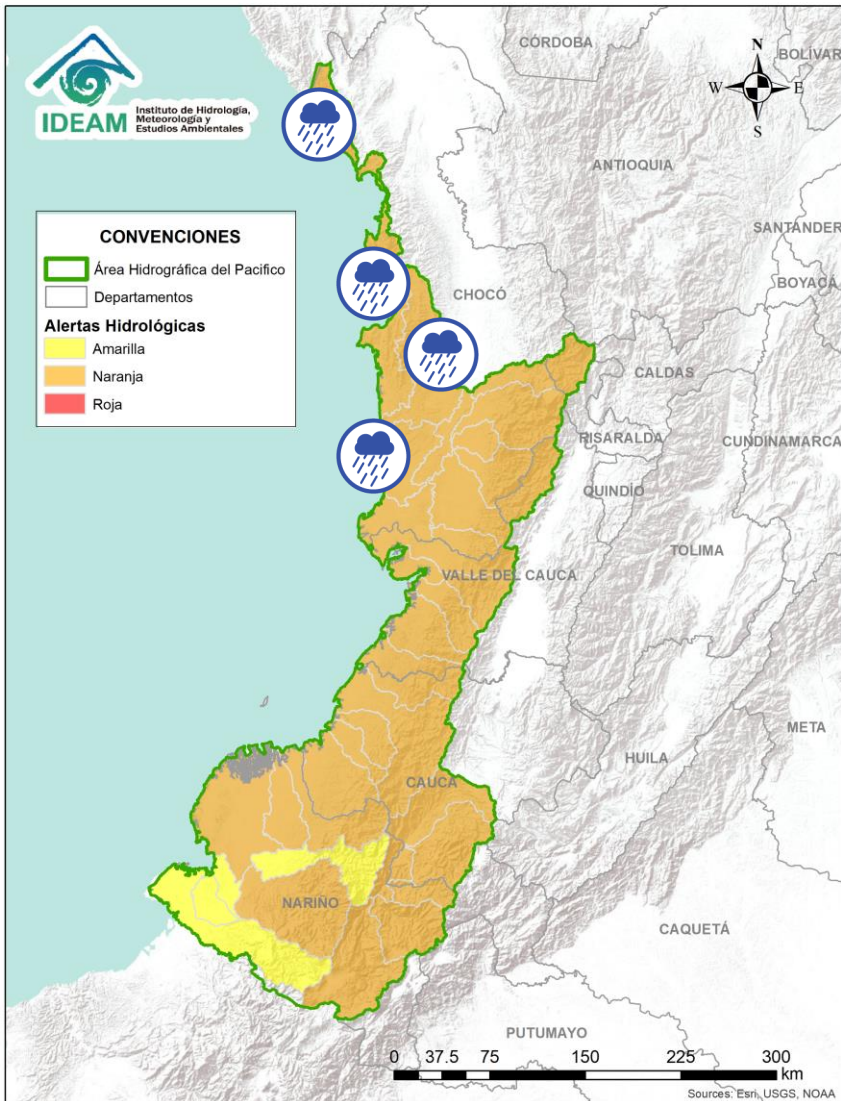 IDEAM
Instituto de Hidrología,
Meteorología y
Estudios Ambientales
CÓRDOBA
BOLÍVAR
N
W
E
S
ANTIOQUIA
SANTANDER
BOYACÁ
CONVENCIONES
Área Hidrográfica del Pacifico
Departamentos
Alertas Hidrológicas
Amarilla
Naranja
Roja
CHOCÓ
CALDAS
RISARALDA
CUNDINAMARCA
QUINDÍO
TOLIMA
VALLE DEL CAUCA
META
HUILA
CAUCA
NARIÑO
CAQUETÁ
PUTUMAYO
0 37.5 75 150 225 300
km
Sources: Esri, USGS, NOAA